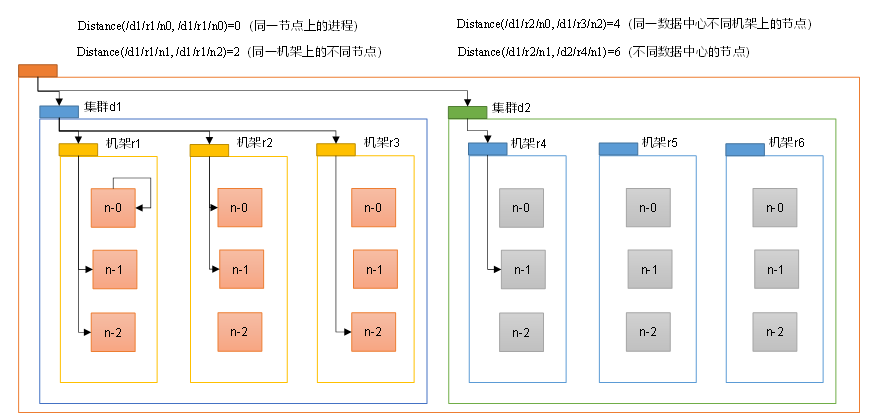 Distance(/d1/r1/n0, /d1/r1/n0)=0 (同一节点上的进程)
Distance(/d1/r2/n0, /d1/r3/n2)=4 (同一数据中心不同机架上的节点)
Distance(/d1/r1/n1, /d1/r1/n2)=2 (同一机架上的不同节点)
Distance(/d1/r2/n1, /d2/r4/n1)=6 (不同数据中心的节点)
集群d1
集群d2
机架r1
机架r2
机架r3
机架r4
机架r5
机架r6
n-0
n-0
n-0
n-0
n-0
n-0
n-1
n-1
n-1
n-1
n-1
n-1
n-2
n-2
n-2
n-2
n-2
n-2